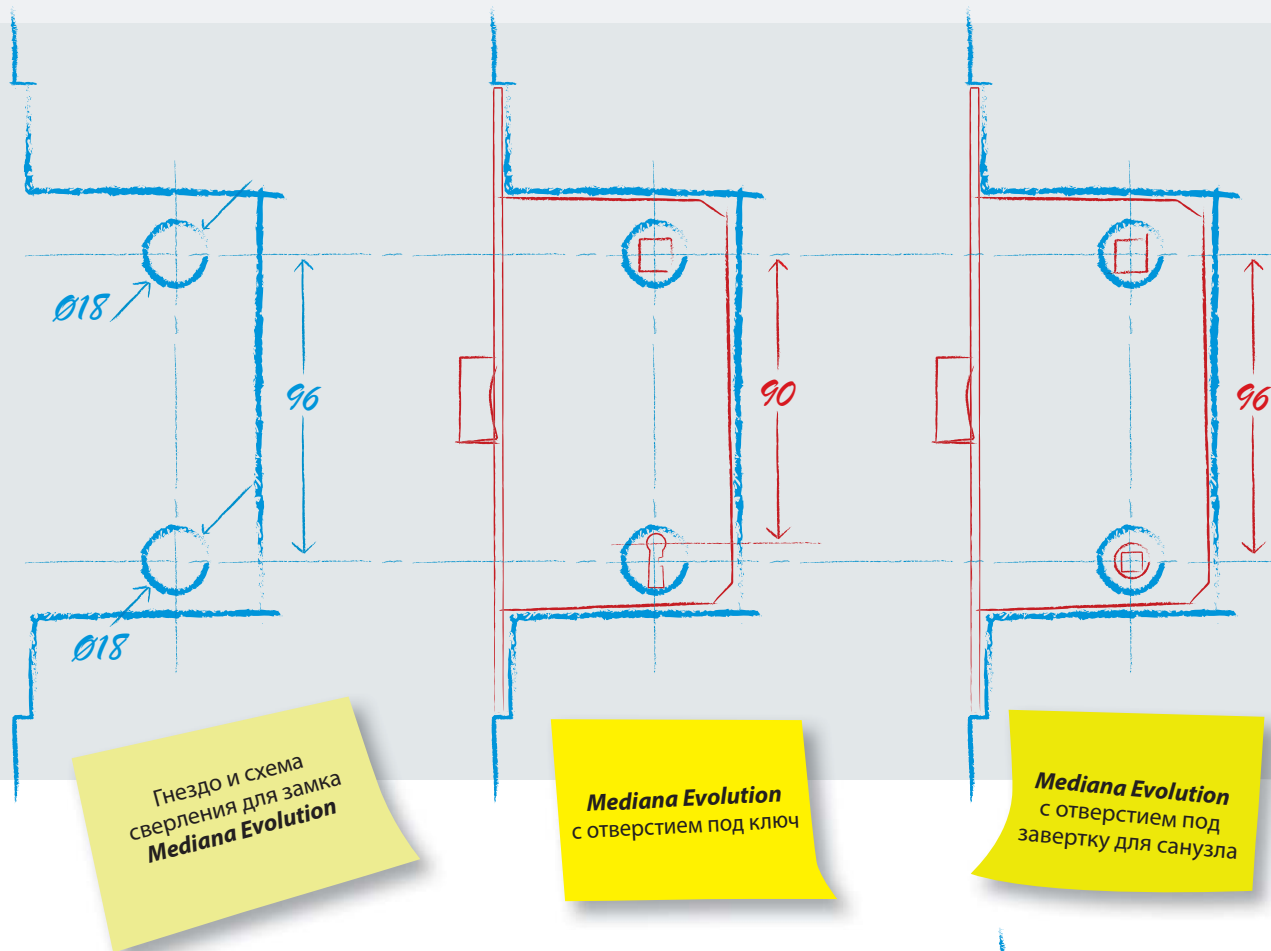 Ø18
96
Ø18
90
96
Гнездо и схема
сверления для замка
Mediana Evolution
Mediana Evolution
с отверстием под ключ
Mediana Evolution
с отверстием под
завертку для санузла